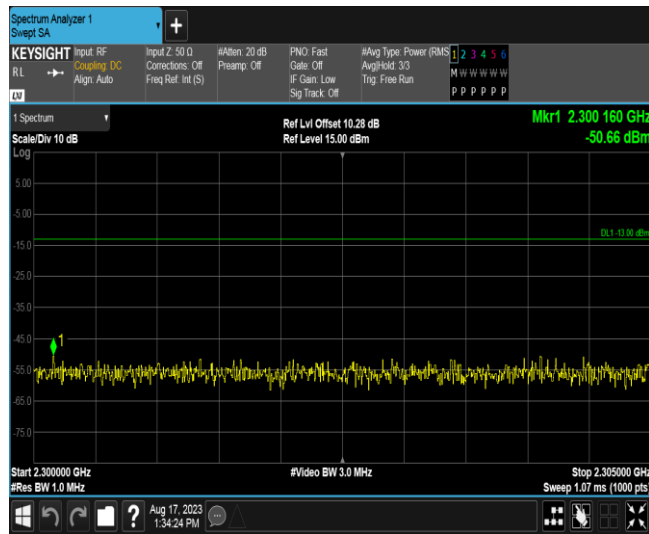 Spectrum Analyzer 1
Swept SA
+
KEYSIGHT Input: RF Input Z: 50 Ω #Atten: 20 dB PNO: Fast #Avg Type: Power (RMS 1 2 3 4 5 6
RL Coupling: DC Corrections: Off Preamp: Off Gate: Off Avg|Hold: 3/3 M W W W W W
Align: Auto Freq Ref: Int (S) IF Gain: Low Trig: Free Run
LXI Sig Track: Off P P P P P P
1 Spectrum
Ref Lvl Offset 10.28 dB Mkr1 2.300 160 GHz
Scale/Div 10 dB Ref Level 15.00 dBm -50.66 dBm
Log
5.00
-5.00
DL1 -13.00 dBm
-15.0
-25.0
-35.0
-45.0
1
-55.0
-65.0
-75.0
Start 2.300000 GHz #Video BW 3.0 MHz Stop 2.305000 GHz
#Res BW 1.0 MHz Sweep 1.07 ms (1000 pts)
? Aug 17, 2023
1:34:24 PM